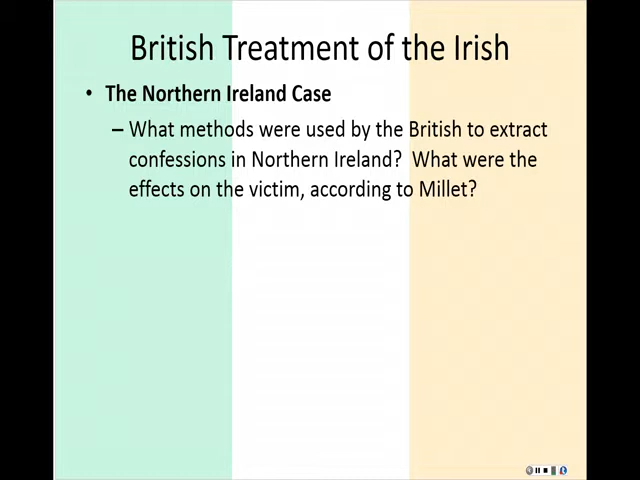 British Treatment of the Irish
• The Northern Ireland Case
– What methods were used by the British to extract
confessions in Northern Ireland? What were the
effects on the victim, according to Millet?